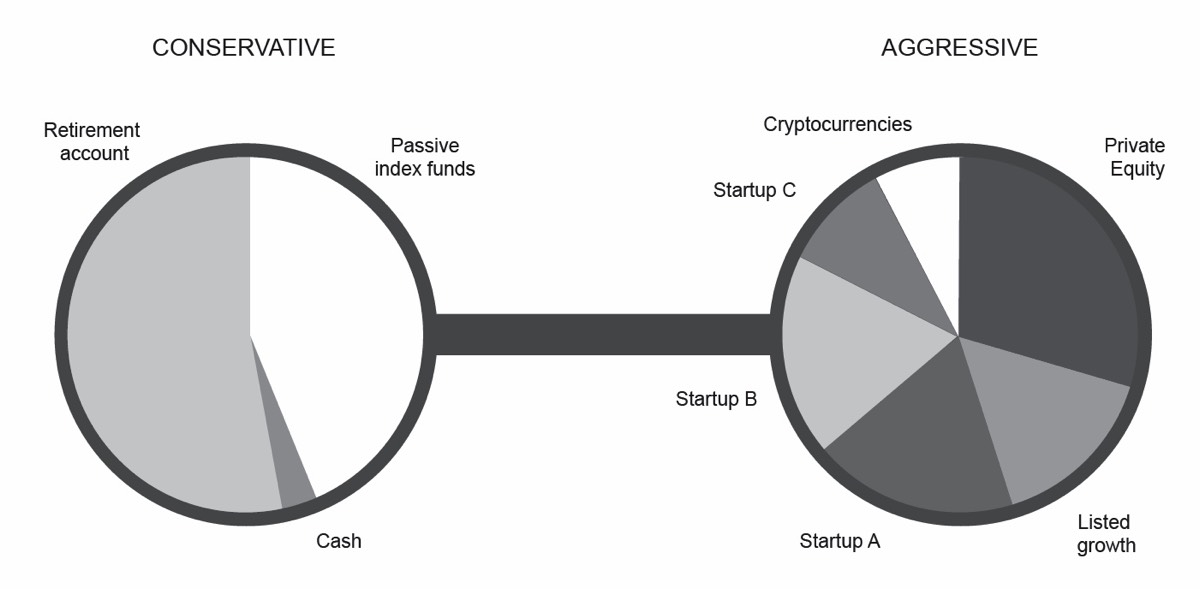 CONSERVATIVE
AGGRESSIVE
Retirement
account
Passive
index funds
Cash
Cryptocurrencies
Private
Equity
Startup C
Startup B
Startup A
Listed
growth